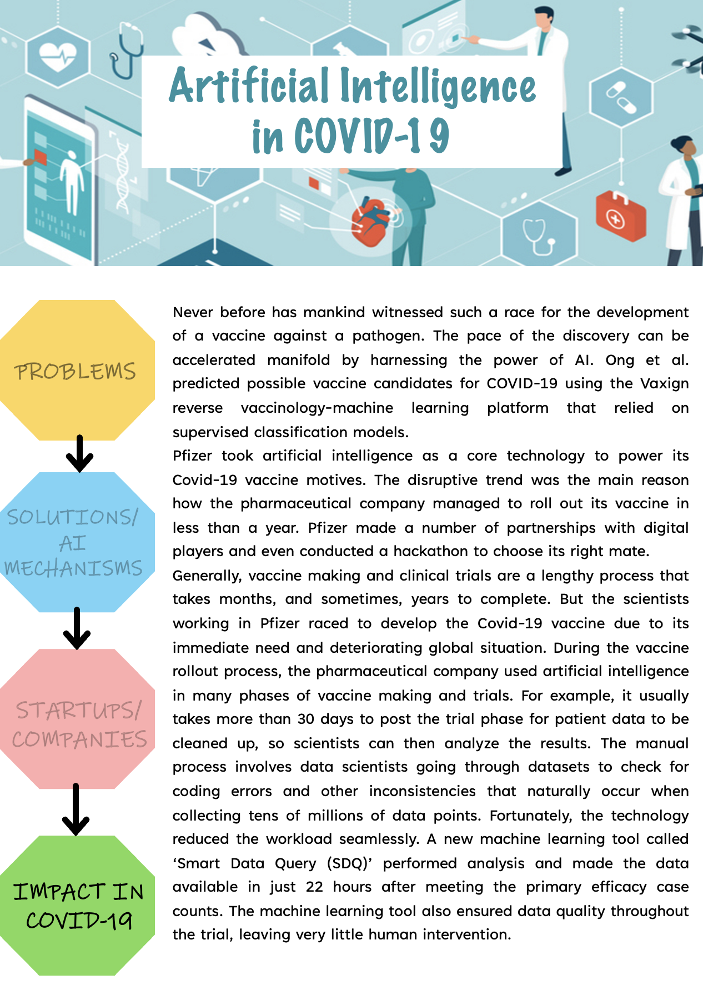 Artificial Intelligence
in COVID-19
PROBLEMS
SOLUTIONS/
AI
MECHANISMS
STARTUPS/
COMPANIES
IMPACT IN
COVID-19
Never before has mankind witnessed such a race for the development
of a vaccine against a pathogen. The pace of the discovery can be
accelerated manifold by harnessing the power of AI. Ong et al.
predicted possible vaccine candidates for COVID-19 using the Vaxign
reverse vaccinology-machine learning platform that relied on
supervised classification models.
Pfizer took artificial intelligence as a core technology to power its
Covid-19 vaccine motives. The disruptive trend was the main reason
how the pharmaceutical company managed to roll out its vaccine in
less than a year. Pfizer made a number of partnerships with digital
players and even conducted a hackathon to choose its right mate.
Generally, vaccine making and clinical trials are a lengthy process that
takes months, and sometimes, years to complete. But the scientists
working in Pfizer raced to develop the Covid-19 vaccine due to its
immediate need and deteriorating global situation. During the vaccine
rollout process, the pharmaceutical company used artificial intelligence
in many phases of vaccine making and trials. For example, it usually
takes more than 30 days to post the trial phase for patient data to be
cleaned up, so scientists can then analyze the results. The manual
process involves data scientists going through datasets to check for
coding errors and other inconsistencies that naturally occur when
collecting tens of millions of data points. Fortunately, the technology
reduced the workload seamlessly. A new machine learning tool called
‘Smart Data Query (SDQ)’ performed analysis and made the data
available in just 22 hours after meeting the primary efficacy case
counts. The machine learning tool also ensured data quality throughout
the trial, leaving very little human intervention.